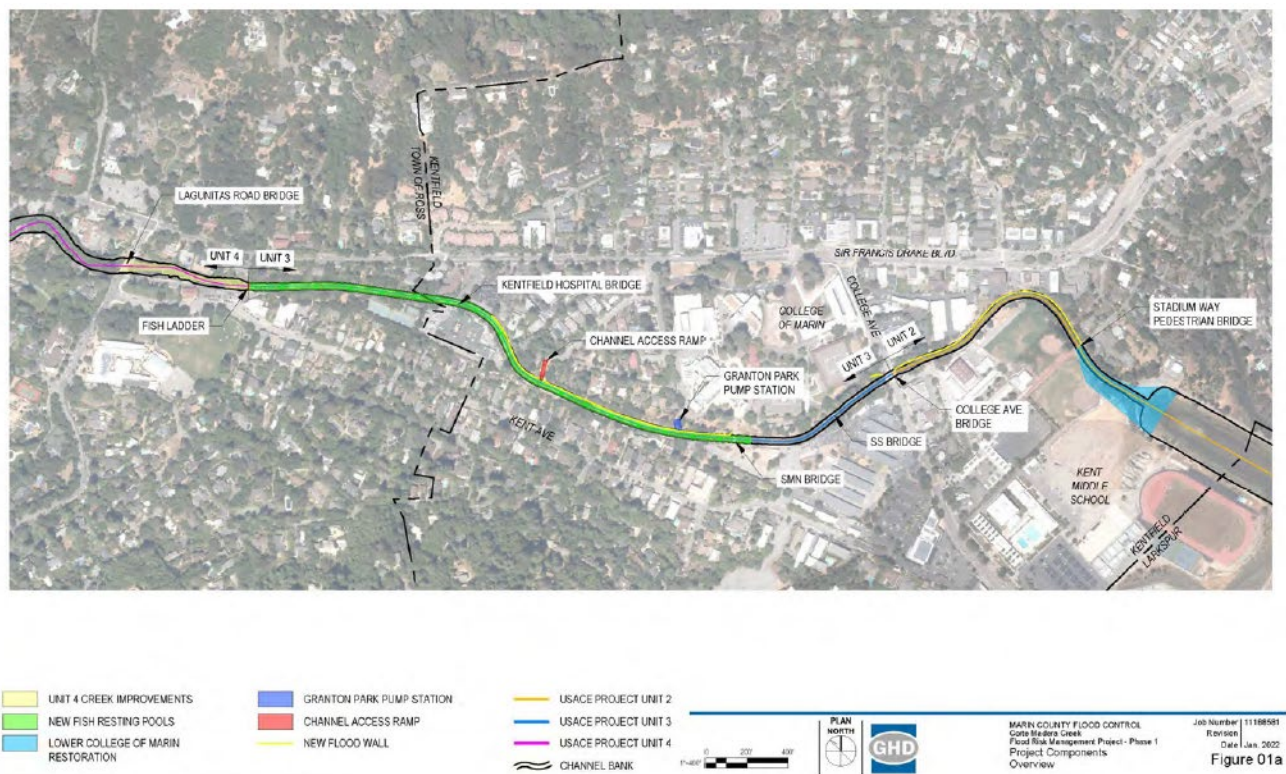 LAGUNITAS ROAD BRIDGE
UNIT 4
UNIT 3
FISH LADDER
TOWN OF ROSS
KENTFIELD
KENTFIELD HOSPITAL BRIDGE
CHANNEL ACCESS RAMP
GRANTON PARK
PUMP STATION
KENT AVE
SMN BRIDGE
SIR FRANCIS DRAKE BLVD
COLLEGE
OF MARIN
COLLEGE AVE
UNIT 3
UNIT 2
COLLEGE AVE
BRIDGE
SS BRIDGE
STADIUM WAY
PEDESTRIAN BRIDGE
KENT
MIDDLE
SCHOOL
KENTFIELD
LARKSPUR
UNIT 4 CREEK IMPROVEMENTS
NEW FISH RESTING POOLS
LOWER COLLEGE OF MARIN
RESTORATION
GRANTON PARK PUMP STATION
CHANNEL ACCESS RAMP
NEW FLOOD WALL
USACE PROJECT UNIT 2
USACE PROJECT UNIT 3
USACE PROJECT UNIT 4
CHANNEL BANK
0 200' 400'
1"=400'
PLAN
NORTH
GHD
MARIN COUNTY FLOOD CONTROL
Corte Madera Creek
Flood Risk Management Project - Phase 1
Project Components
Overview
Job Number 11188581
Revision
Date Jan. 2022
Figure 01a